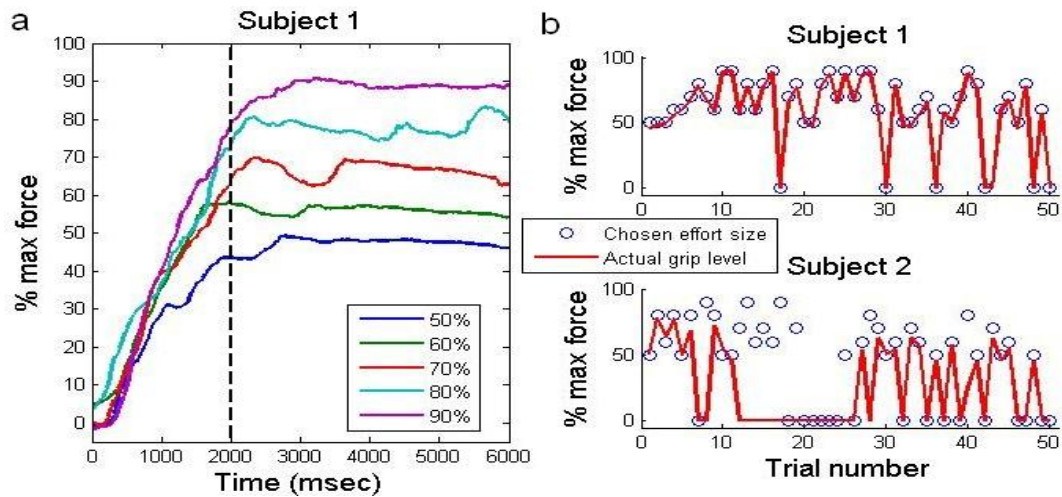 a
Subject 1
100
90
80
70
60
50
40
30
20
10
0
% max force
0 1000 2000 3000 4000 5000 6000
Time (msec)
50%
60%
70%
80%
90%
b
Subject 1
100
50
0
% max force
0 10 20 30 40 50
Chosen effort size
Actual grip level
Subject 2
100
50
0
% max force
0 10 20 30 40 50
Trial number